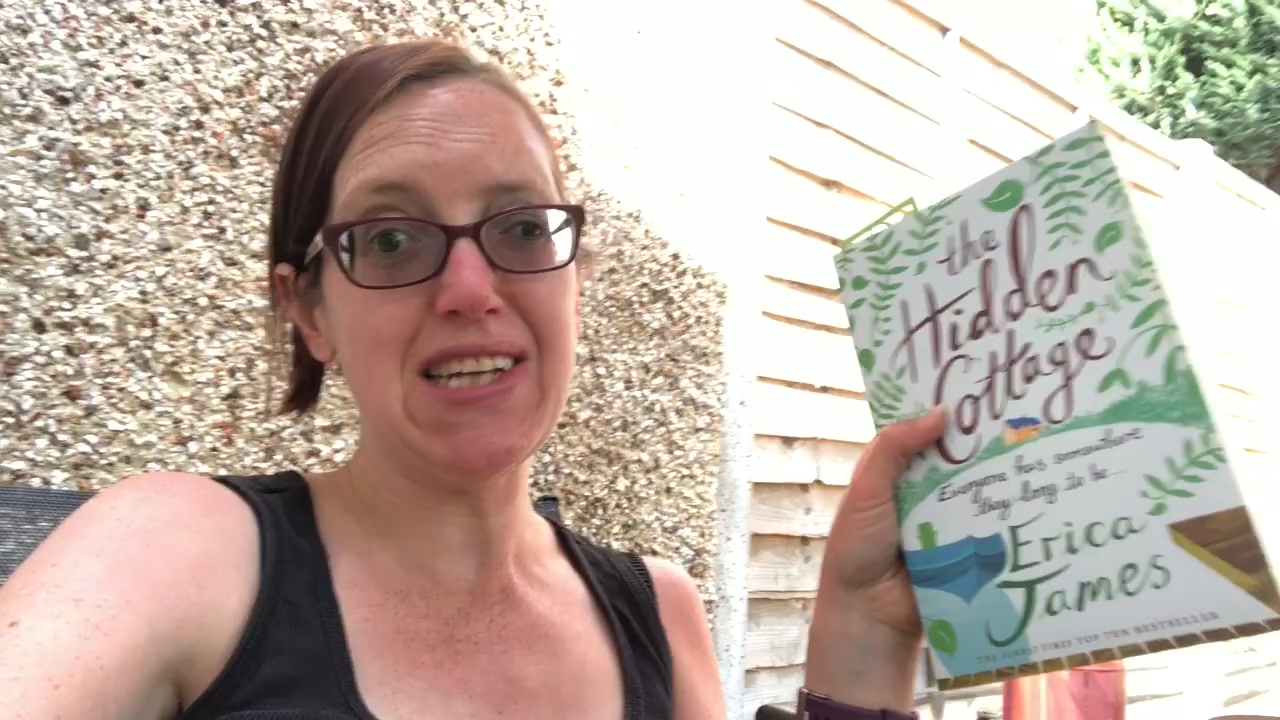 the
Hidden
Cottage
Everyone has somewhere
they long to be...
Erica
James
THE SUNDAY TIMES TOP TEN BESTSELLER